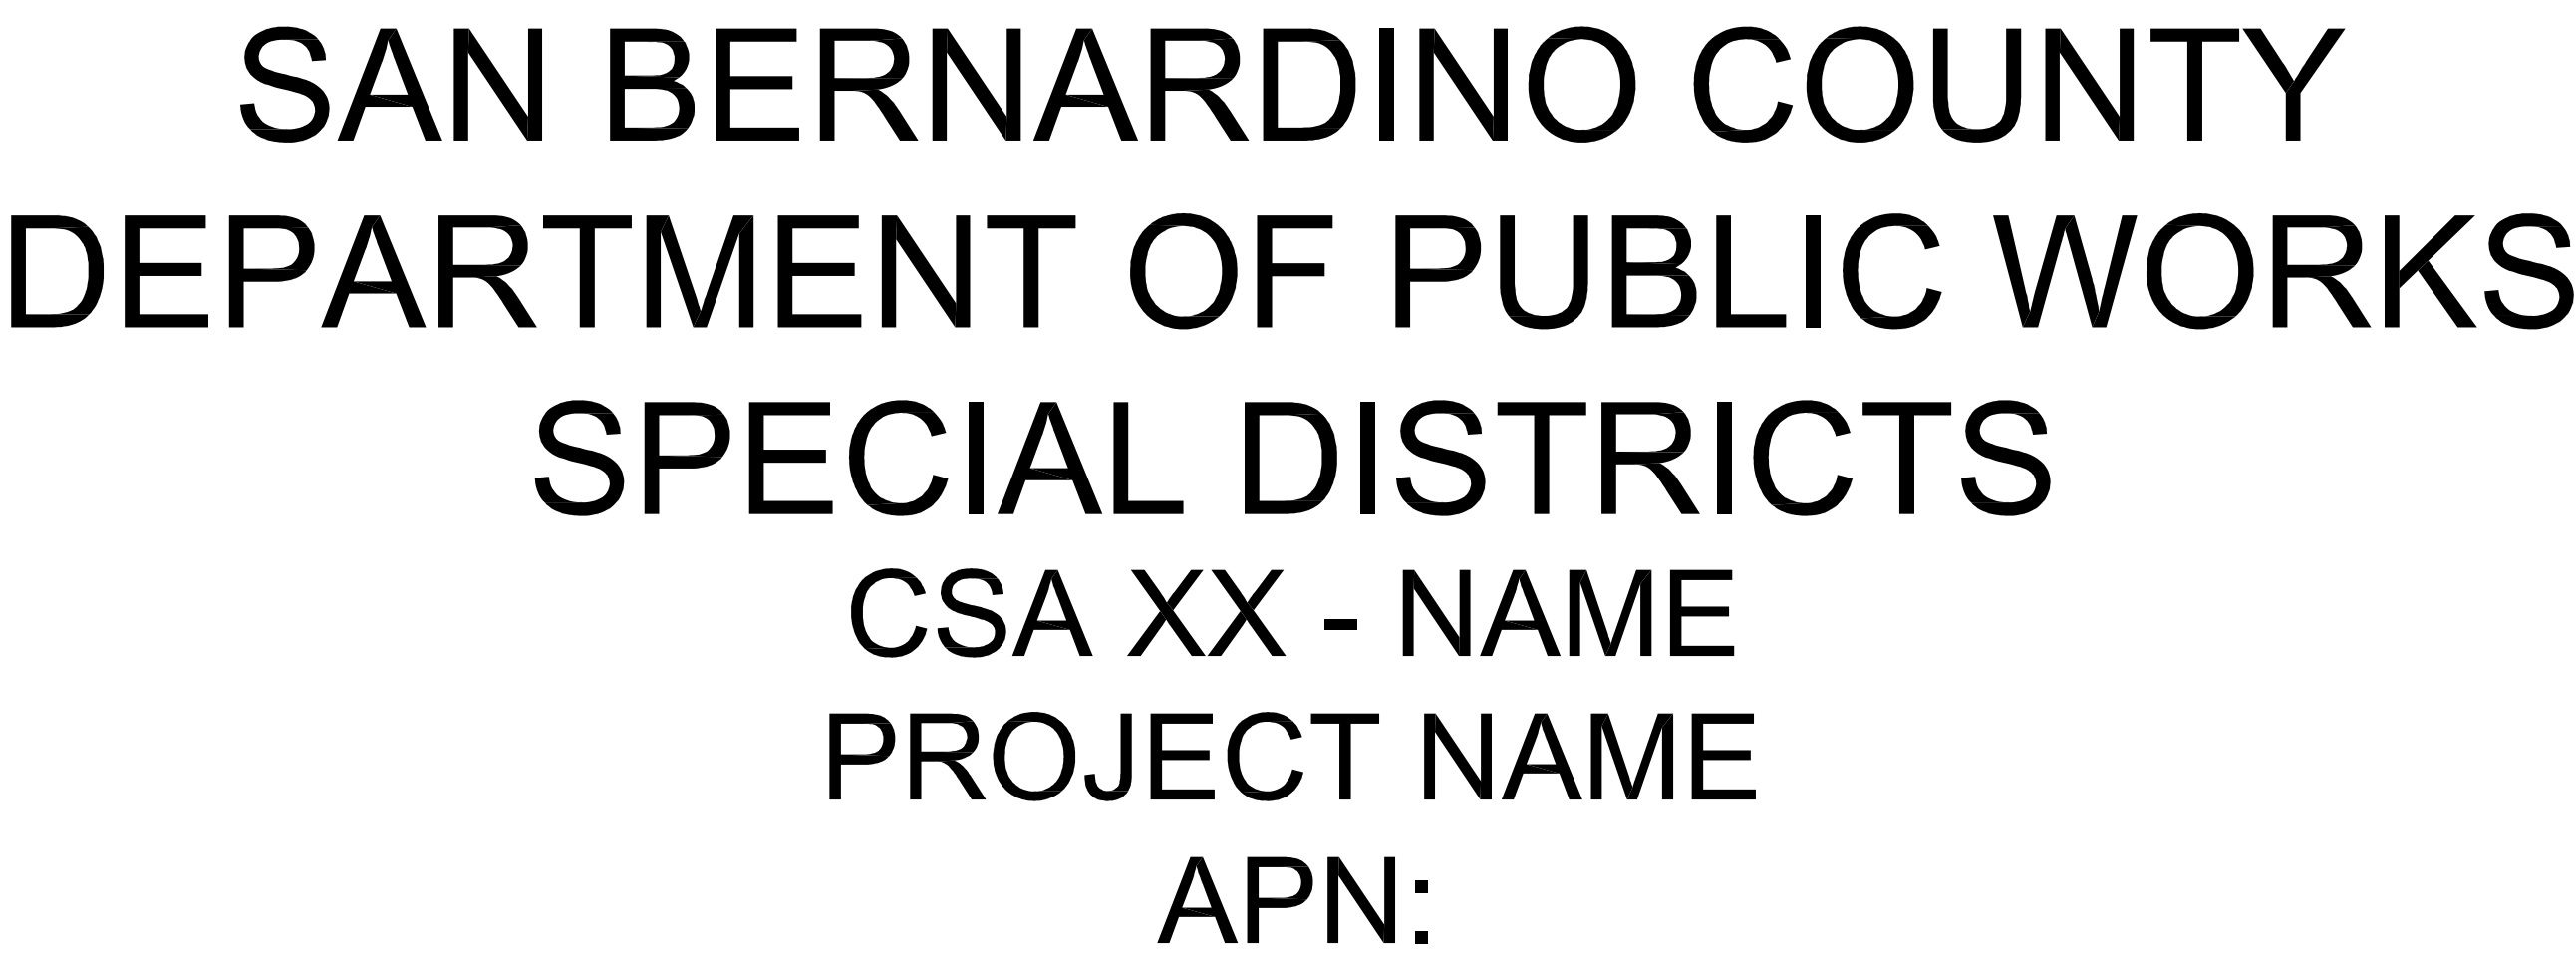 SAN BERNARDINO COUNTY
DEPARTMENT OF PUBLIC WORKS
SPECIAL DISTRICTS
CSA XX - NAME
PROJECT NAME
APN: